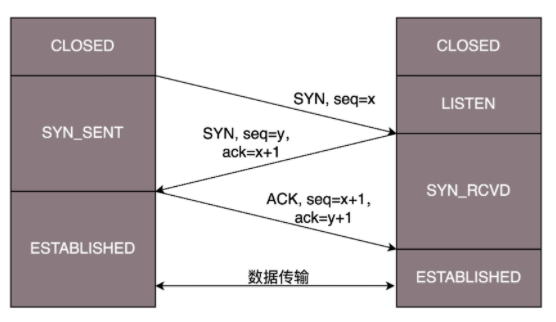 CLOSED
CLOSED
SYN, seq=x
LISTEN
SYN_SENT
SYN, seq=y,
ack=x+1
SYN_RCVD
ACK, seq=x+1,
ack=y+1
ESTABLISHED
数据传输
ESTABLISHED